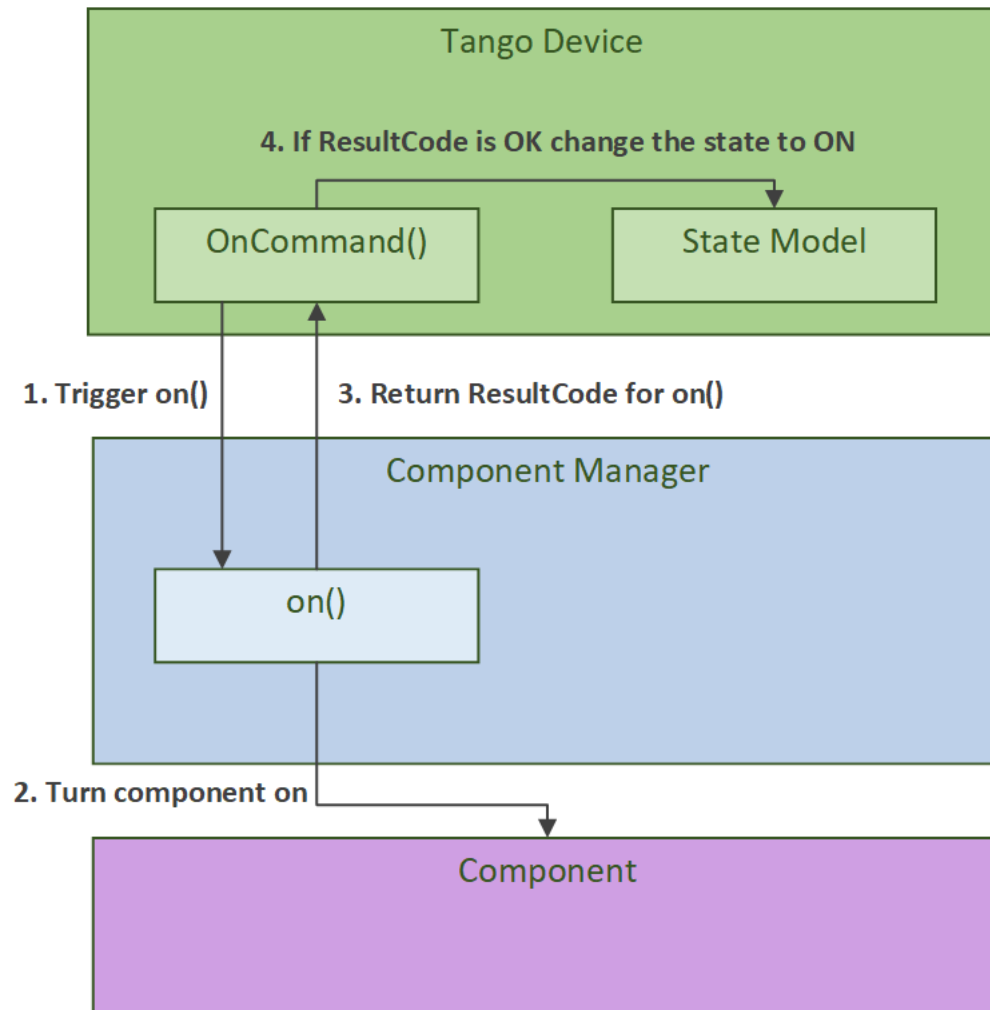 Tango Device
4. If ResultCode is OK change the state to ON
OnCommand()
State Model
1. Trigger on()
3. Return ResultCode for on()
Component Manager
on()
2. Turn component on
Component